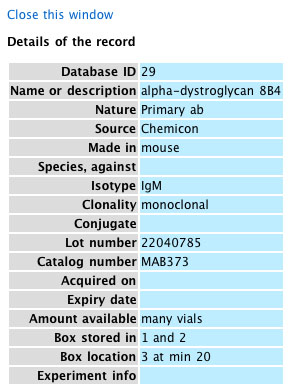 Close this window
Details of the record
Database ID 29
Name or description alpha-dystroglycan 8B4
Nature Primary ab
Source Chemicon
Made in mouse
Species, against
Isotype IgM
Clonality monoclonal
Conjugate
Lot number 22040785
Catalog number MAB373
Acquired on
Expiry date
Amount available many vials
Box stored in 1 and 2
Box location 3 at min 20
Experiment info